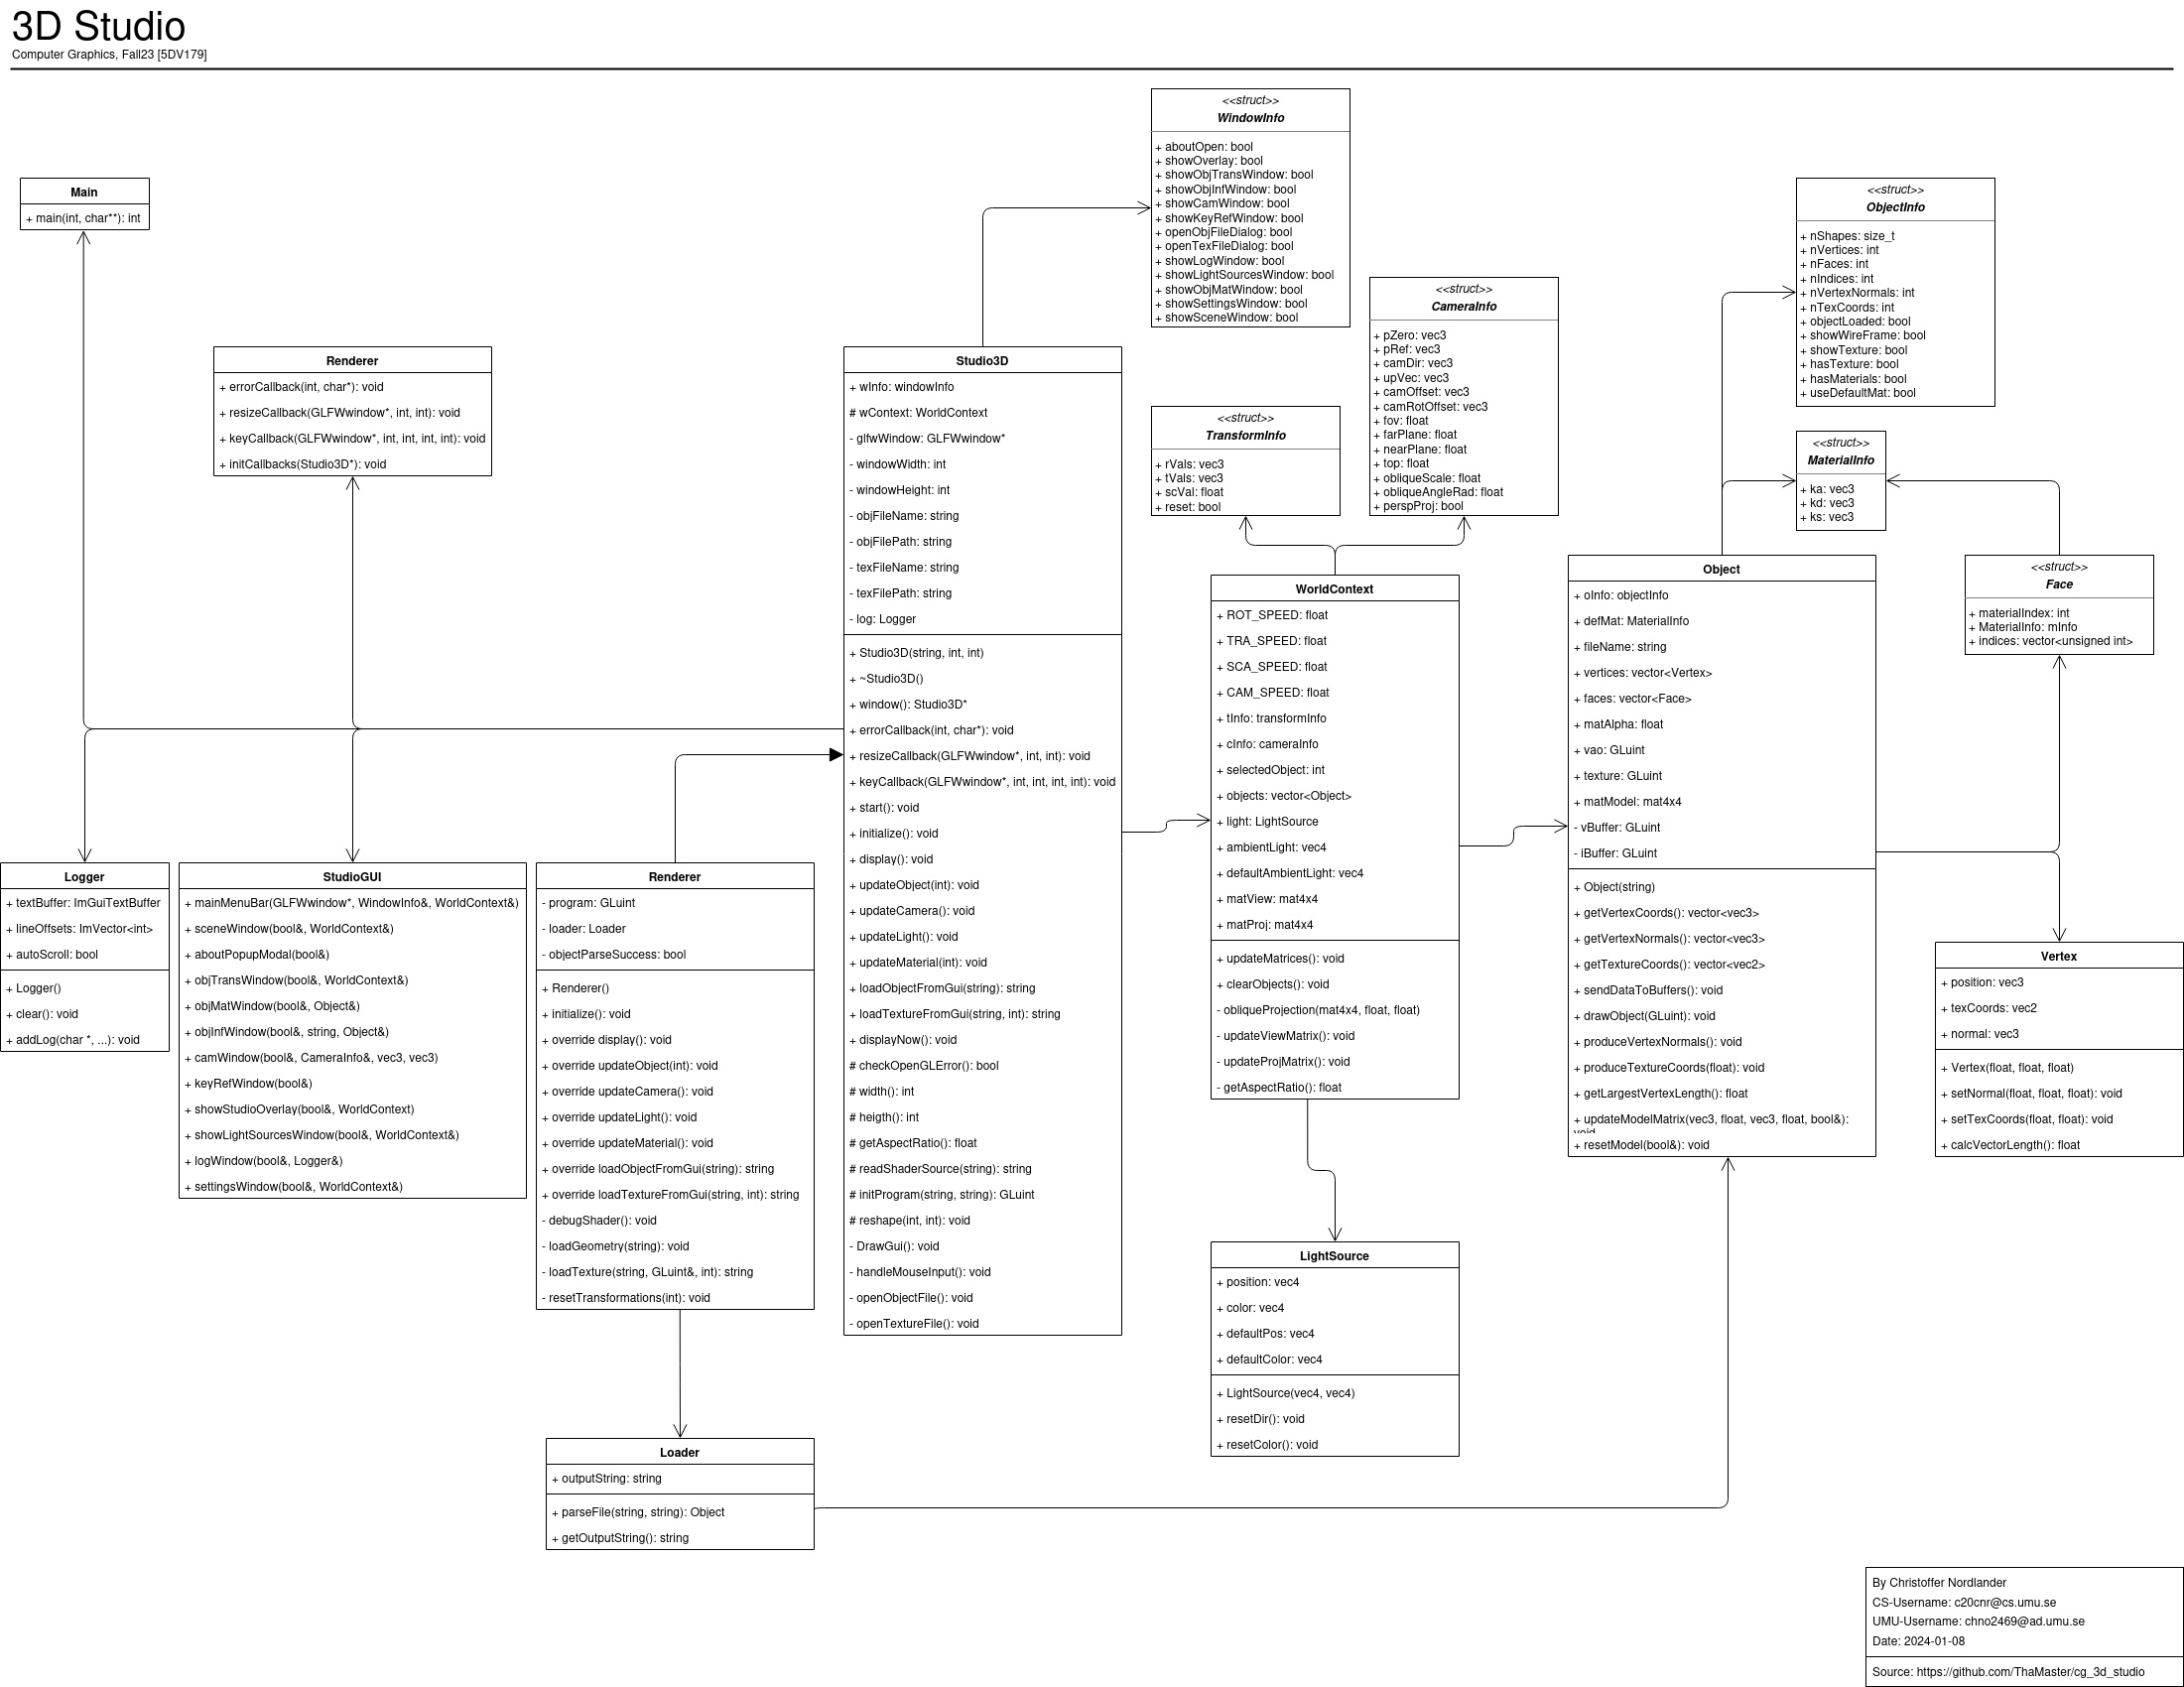 3D Studio
Computer Graphics, Fall23 [5DV179]
<<struct>>
WindowInfo
+ aboutOpen: bool
+ showOverlay: bool
+ showObjTransWindow: bool
+ showObjInfWindow: bool
+ showCamWindow: bool
+ showKeyRefWindow: bool
+ openObjFileDialog: bool
+ openTexFileDialog: bool
+ showLogWindow: bool
+ showLightSourcesWindow: bool
+ showObjMatWindow: bool
+ showSettingsWindow: bool
+ showSceneWindow: bool
Main
+ main(int, char**): int
<<struct>>
ObjectInfo
+ nShapes: size_t
+ nVertices: int
+ nFaces: int
+ nIndices: int
+ nVertexNormals: int
+ nTexCoords: int
+ objectLoaded: bool
+ showWireFrame: bool
+ showTexture: bool
+ hasTexture: bool
+ hasMaterials: bool
+ useDefaultMat: bool
<<struct>>
CameraInfo
+ pZero: vec3
+ pRef: vec3
+ camDir: vec3
+ upVec: vec3
+ camOffset: vec3
+ camRotOffset: vec3
+ fov: float
+ farPlane: float
+ nearPlane: float
+ top: float
+ obliqueScale: float
+ obliqueAngleRad: float
+ perspProj: bool
Renderer
+ errorCallback(int, char*): void
+ resizeCallback(GLFWwindow*, int, int): void
+ keyCallback(GLFWwindow*, int, int, int, int): void
+ initCallbacks(Studio3D*): void
Studio3D
+ wInfo: windowInfo
# wContext: WorldContext
- glfwWindow: GLFWwindow*
- windowWidth: int
- windowHeight: int
- objFileName: string
- objFilePath: string
- texFileName: string
- texFilePath: string
- log: Logger
+ Studio3D(string, int, int)
+ ~Studio3D()
+ window(): Studio3D*
+ errorCallback(int, char*): void
+ resizeCallback(GLFWwindow*, int, int): void
+ keyCallback(GLFWwindow*, int, int, int, int): void
+ start(): void
+ initialize(): void
+ display(): void
+ updateObject(int): void
+ updateCamera(): void
+ updateLight(): void
+ updateMaterial(int): void
+ loadObjectFromGui(string): string
+ loadTextureFromGui(string, int): string
+ displayNow(): void
# checkOpenGLError(): bool
# width(): int
# heigth(): int
# getAspectRatio(): float
# readShaderSource(string): string
# initProgram(string, string): GLuint
# reshape(int, int): void
- DrawGui(): void
- handleMouseInput(): void
- openObjectFile(): void
- openTextureFile(): void
<<struct>>
TransformInfo
+ rVals: vec3
+ tVals: vec3
+ scVal: float
+ reset: bool
<<struct>>
MaterialInfo
+ ka: vec3
+ kd: vec3
+ ks: vec3
<<struct>>
Face
+ materialIndex: int
+ MaterialInfo: mInfo
+ indices: vector<unsigned int>
WorldContext
+ ROT_SPEED: float
+ TRA_SPEED: float
+ SCA_SPEED: float
+ CAM_SPEED: float
+ tInfo: transformInfo
+ cInfo: cameraInfo
+ selectedObject: int
+ objects: vector<Object>
+ light: LightSource
+ ambientLight: vec4
+ defaultAmbientLight: vec4
+ matView: mat4x4
+ matProj: mat4x4
+ updateMatrices(): void
+ clearObjects(): void
- obliqueProjection(mat4x4, float, float)
- updateViewMatrix(): void
- updateProjMatrix(): void
- getAspectRatio(): float
Object
+ oInfo: objectInfo
+ defMat: MaterialInfo
+ fileName: string
+ vertices: vector<Vertex>
+ faces: vector<Face>
+ matAlpha: float
+ vao: GLuint
+ texture: GLuint
+ matModel: mat4x4
- vBuffer: GLuint
- iBuffer: GLuint
+ Object(string)
+ getVertexCoords(): vector<vec3>
+ getVertexNormals(): vector<vec3>
+ getTextureCoords(): vector<vec2>
+ sendDataToBuffers(): void
+ drawObject(GLuint): void
+ produceVertexNormals(): void
+ produceTextureCoords(float): void
+ getLargestVertexLength(): float
+ updateModelMatrix(vec3, float, vec3, float, bool&):
void
+ resetModel(bool&): void
Logger
+ textBuffer: ImGuiTextBuffer
+ lineOffsets: ImVector<int>
+ autoScroll: bool
+ Logger()
+ clear(): void
+ addLog(char *, ...): void
StudioGUI
+ mainMenuBar(GLFWwindow*, WindowInfo&, WorldContext&)
+ sceneWindow(bool&, WorldContext&)
+ aboutPopupModal(bool&)
+ objTransWindow(bool&, WorldContext&)
+ objMatWindow(bool&, Object&)
+ objInfWindow(bool&, string, Object&)
+ camWindow(bool&, CameraInfo&, vec3, vec3)
+ keyRefWindow(bool&)
+ showStudioOverlay(bool&, WorldContext)
+ showLightSourcesWindow(bool&, WorldContext&)
+ logWindow(bool&, Logger&)
+ settingsWindow(bool&, WorldContext&)
Renderer
- program: GLuint
- loader: Loader
- objectParseSuccess: bool
+ Renderer()
+ initialize(): void
+ override display(): void
+ override updateObject(int): void
+ override updateCamera(): void
+ override updateLight(): void
+ override updateMaterial(): void
+ override loadObjectFromGui(string): string
+ override loadTextureFromGui(string, int): string
- debugShader(): void
- loadGeometry(string): void
- loadTexture(string, GLuint&, int): string
- resetTransformations(int): void
Vertex
+ position: vec3
+ texCoords: vec2
+ normal: vec3
+ Vertex(float, float, float)
+ setNormal(float, float, float): void
+ setTexCoords(float, float): void
+ calcVectorLength(): float
LightSource
+ position: vec4
+ color: vec4
+ defaultPos: vec4
+ defaultColor: vec4
+ LightSource(vec4, vec4)
+ resetDir(): void
+ resetColor(): void
Loader
+ outputString: string
+ parseFile(string, string): Object
+ getOutputString(): string
By Christoffer Nordlander
CS-Username: c20cnr@cs.umu.se
UMU-Username: chno2469@ad.umu.se
Date: 2024-01-08
Source: https://github.com/ThaMaster/cg_3d_studio